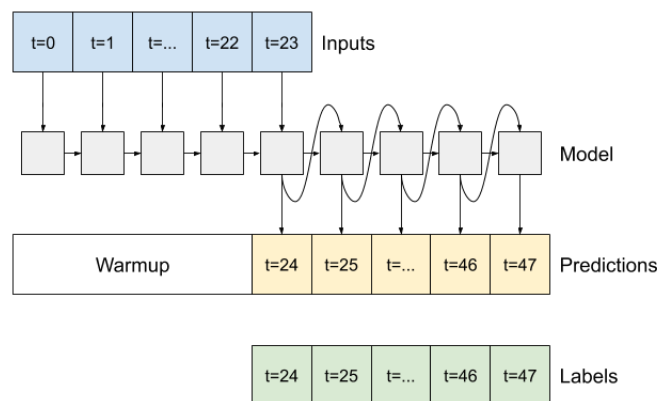 t=0 t=1 t=... t=22 t=23 Inputs
Model
Warmup t=24 t=25 t=... t=46 t=47 Predictions
t=24 t=25 t=... t=46 t=47 Labels